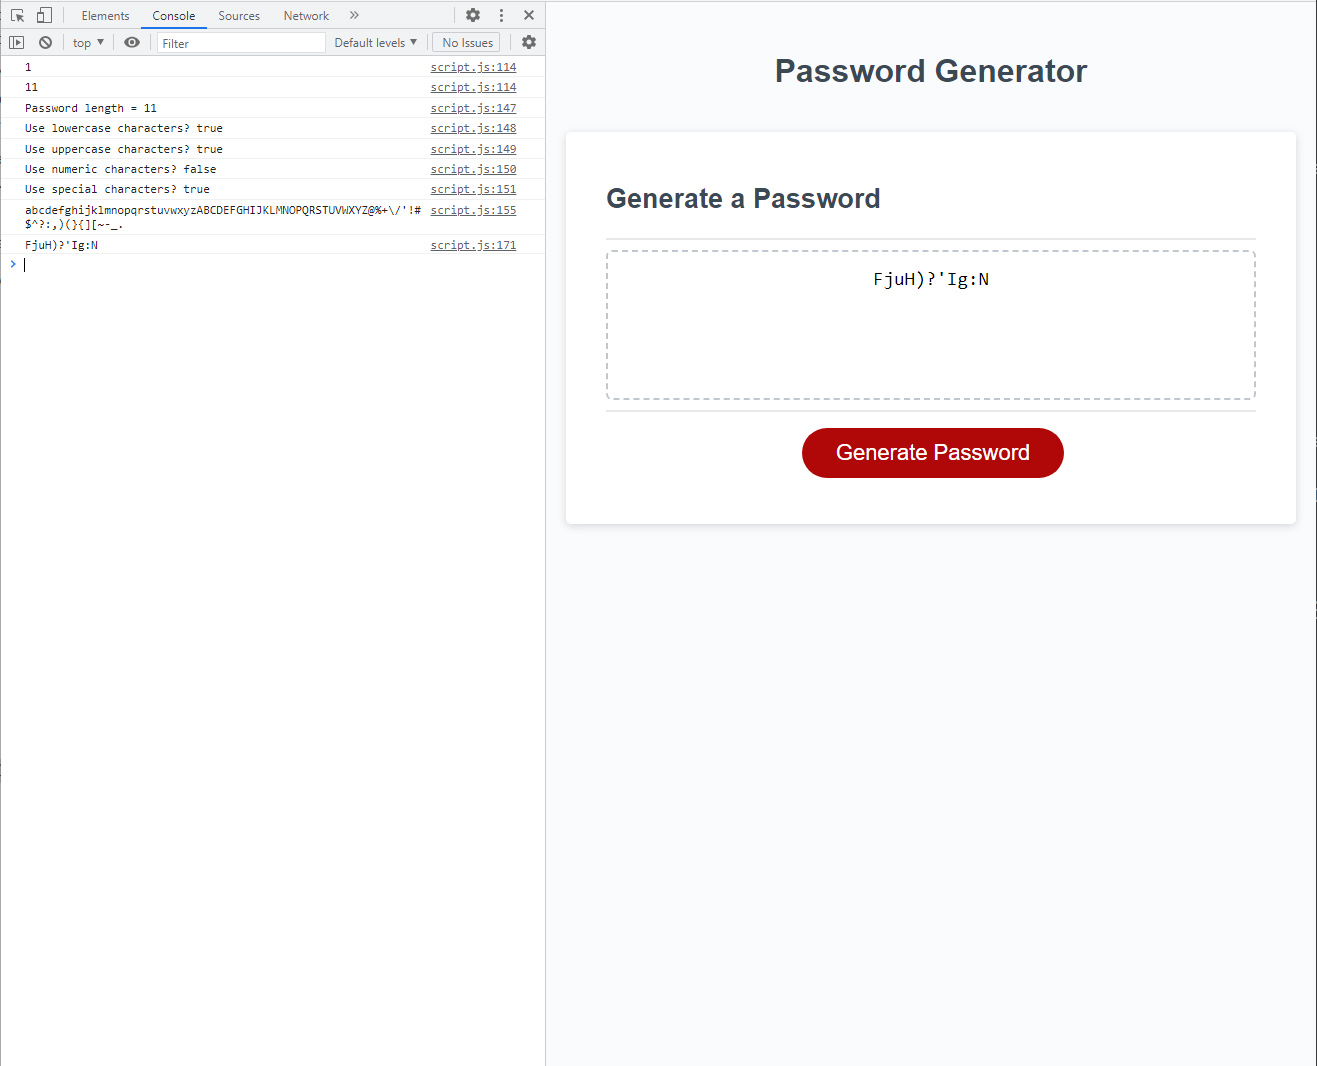 Elements Console Sources Network
top Filter Default levels No Issues
1 script.js:114
11 script.js:114
Password length = 11 script.js:147
Use lowercase characters? true script.js:148
Use uppercase characters? true script.js:149
Use numeric characters? false script.js:150
Use special characters? true script.js:151
abcdefghijklmnopqrstuvwxyzABCDEFGHIJKLMNOPQRSTUVWXYZ@%+\/'!# script.js:155
$^?:,)(}{][~-_.
FjuH)?'Ig:N script.js:171
Password Generator
Generate a Password
FjuH)?'Ig:N
Generate Password